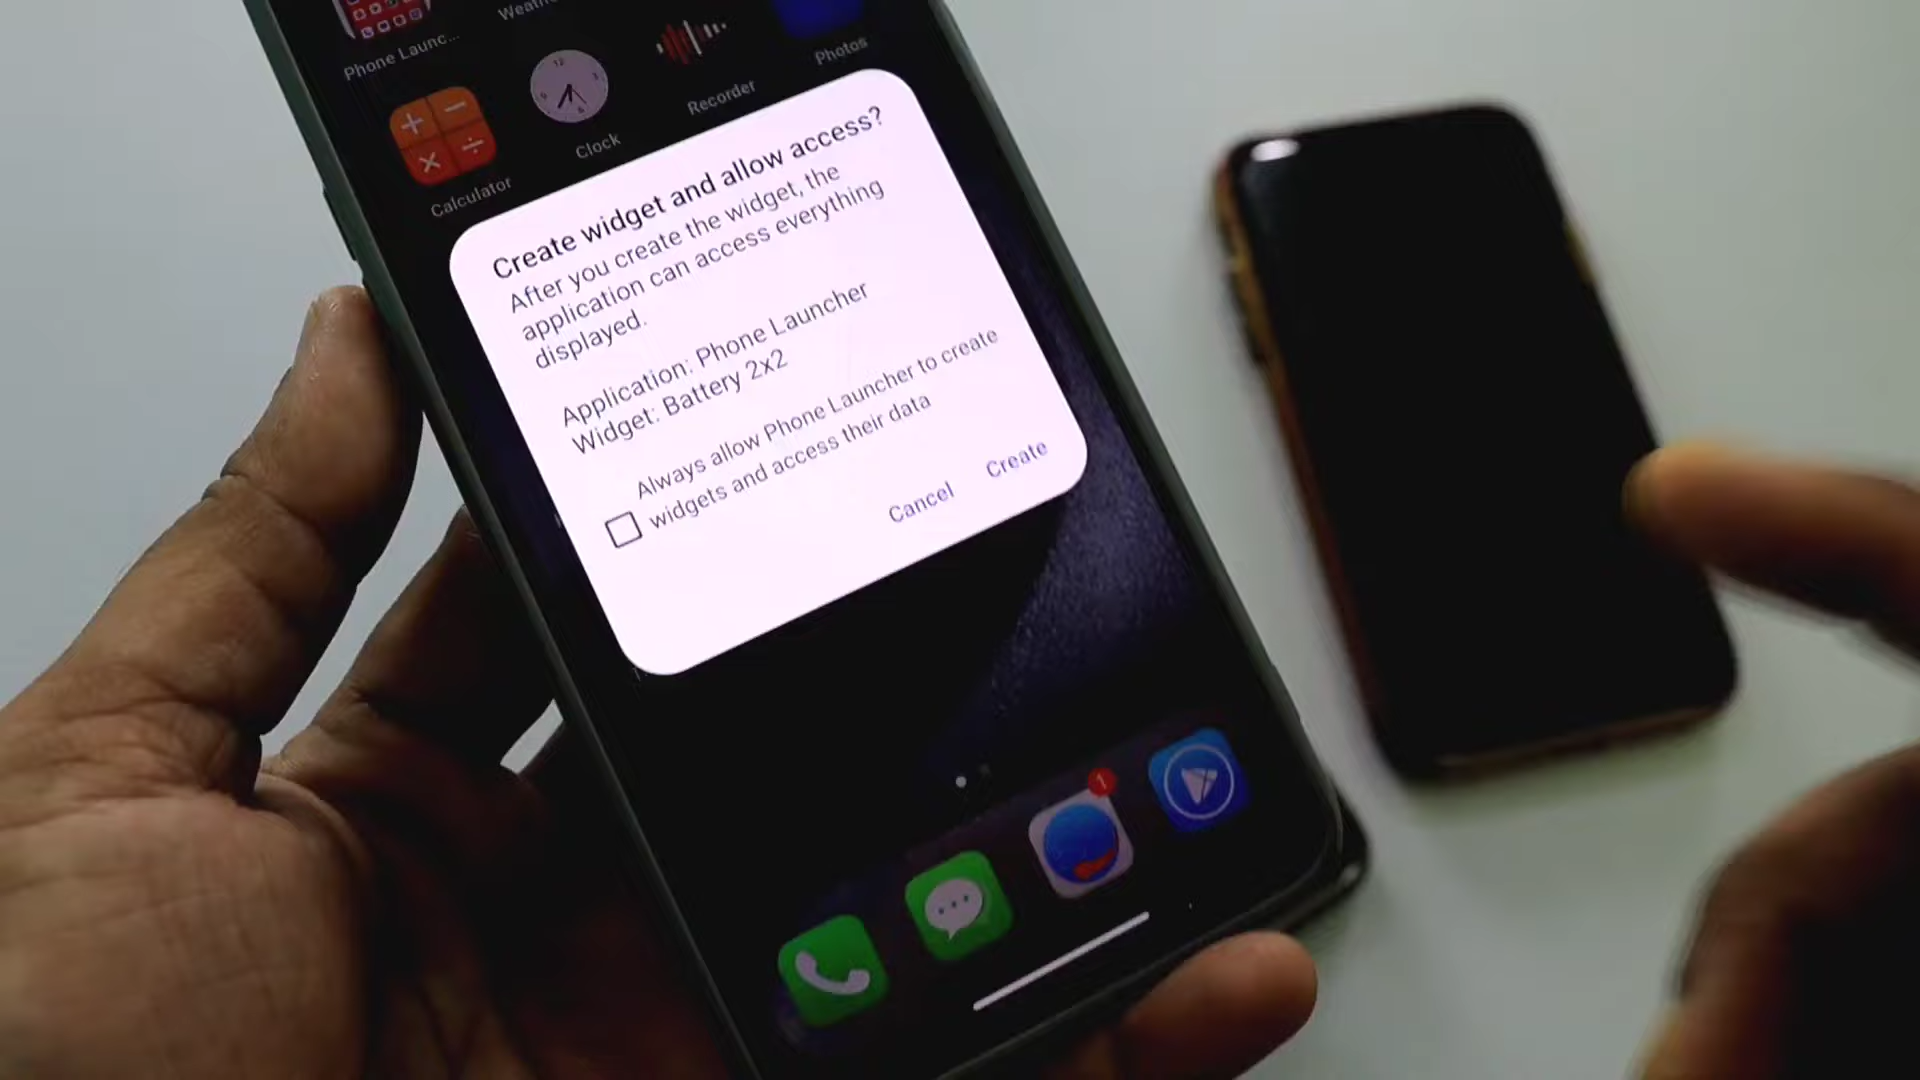 Phone Launc...
Weathe
Calculator
Clock
Recorder
Photos
Create widget and allow access?
After you create the widget, the
application can access everything
displayed.
Application: Phone Launcher
Widget: Battery 2x2
Always allow Phone Launcher to create
widgets and access their data
Cancel
Create
1